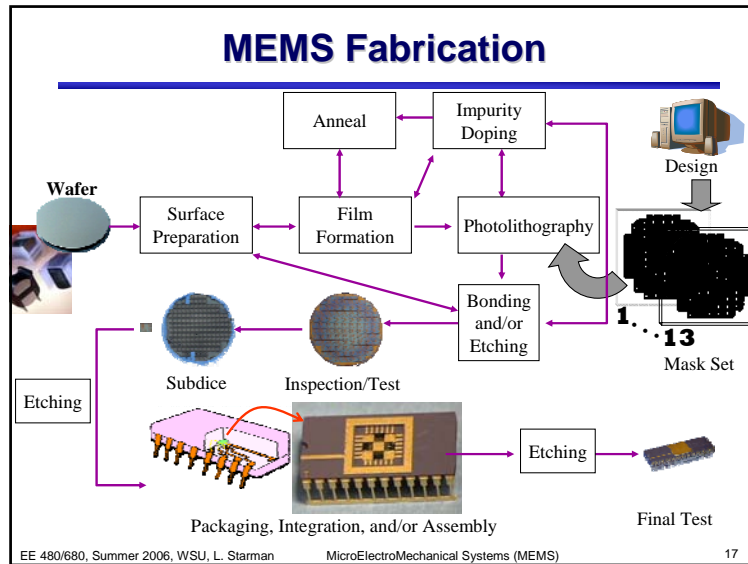 MEMS Fabrication
Anneal
Impurity
Doping
Design
Wafer
Surface
Preparation
Film
Formation
Photolithography
Bonding
and/or
Etching
1
. . .
13
Mask Set
Subdice
Inspection/Test
Etching
Etching
Packaging, Integration, and/or Assembly
Final Test
EE 480/680, Summer 2006, WSU, L. Starman
MicroElectroMechanical Systems (MEMS)
17